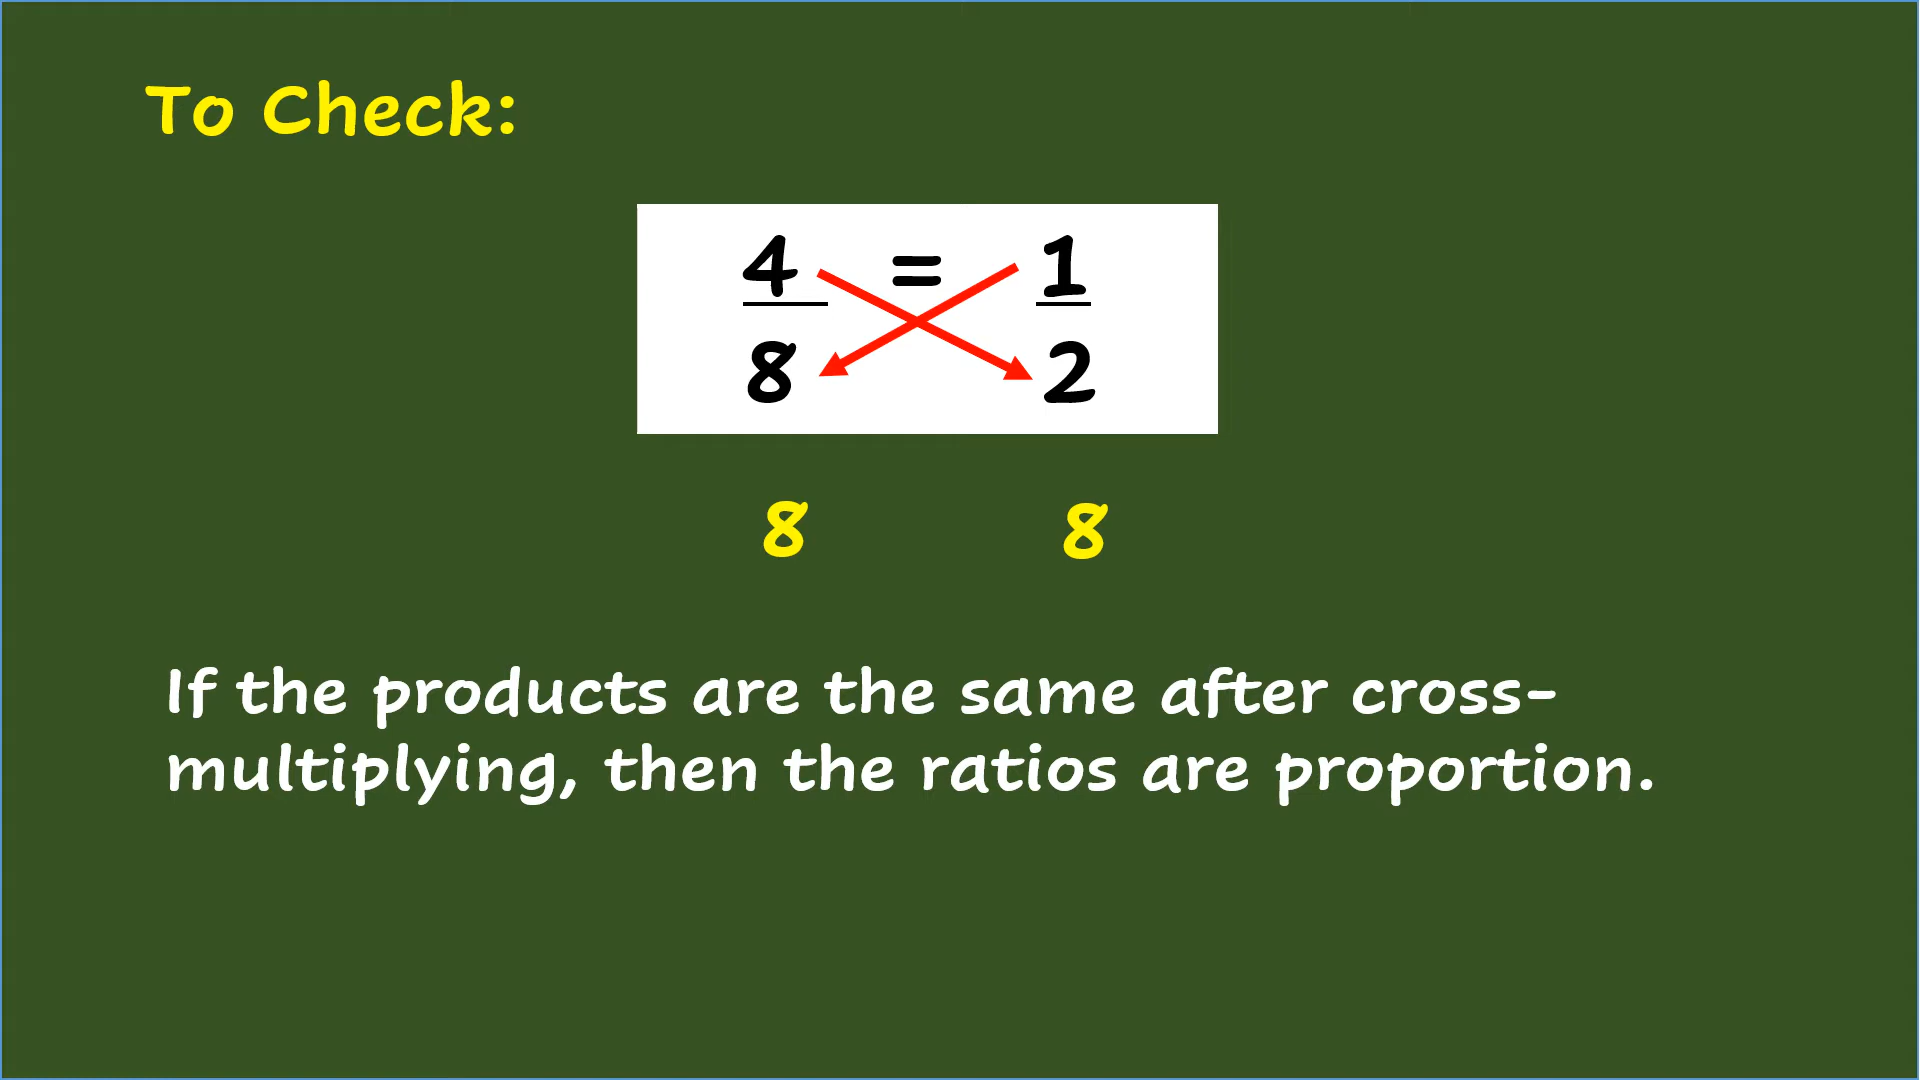 To Check:
4 = 1
8 2
8 8
If the products are the same after cross-
multiplying, then the ratios are proportion.